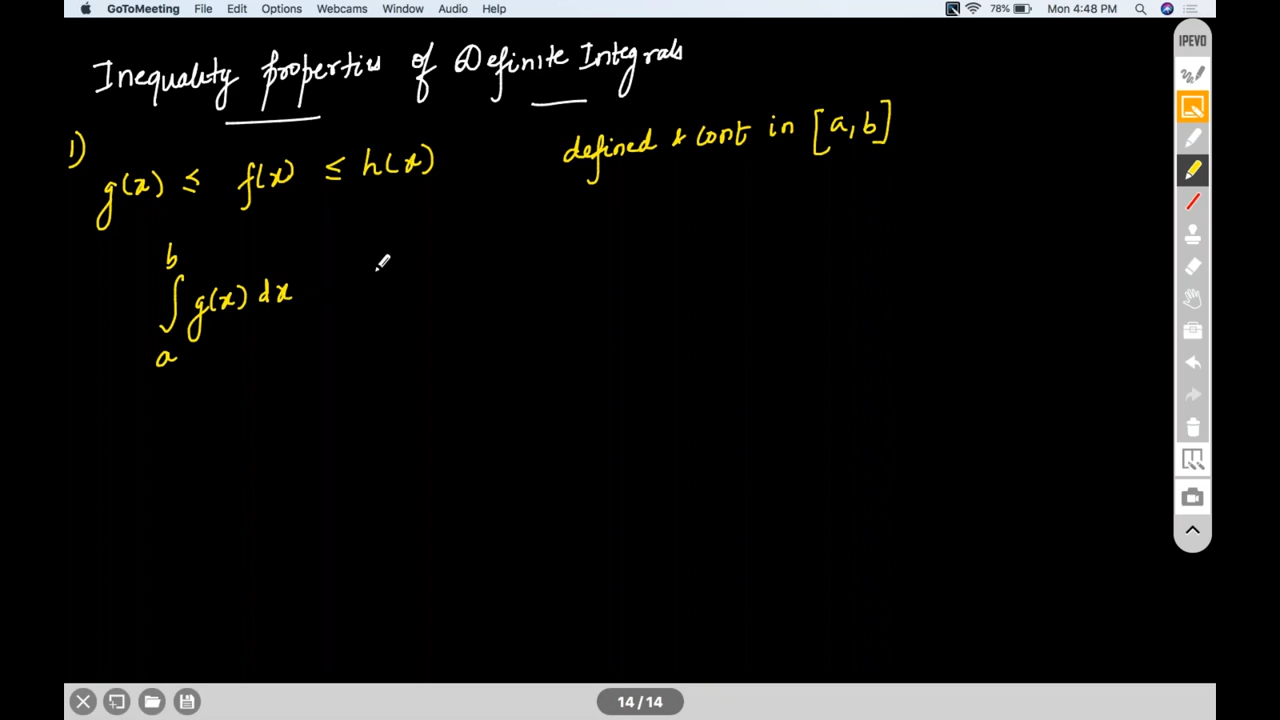 GoToMeeting File Edit Options Webcams Window Audio Help 78% Mon 4:48 PM
IPEVO
Inequality properties of Definite Integrals
1) g(x) ≤ f(x) ≤ h(x) defined & cont in [a,b]
b
∫ g(x) dx
a
14/14